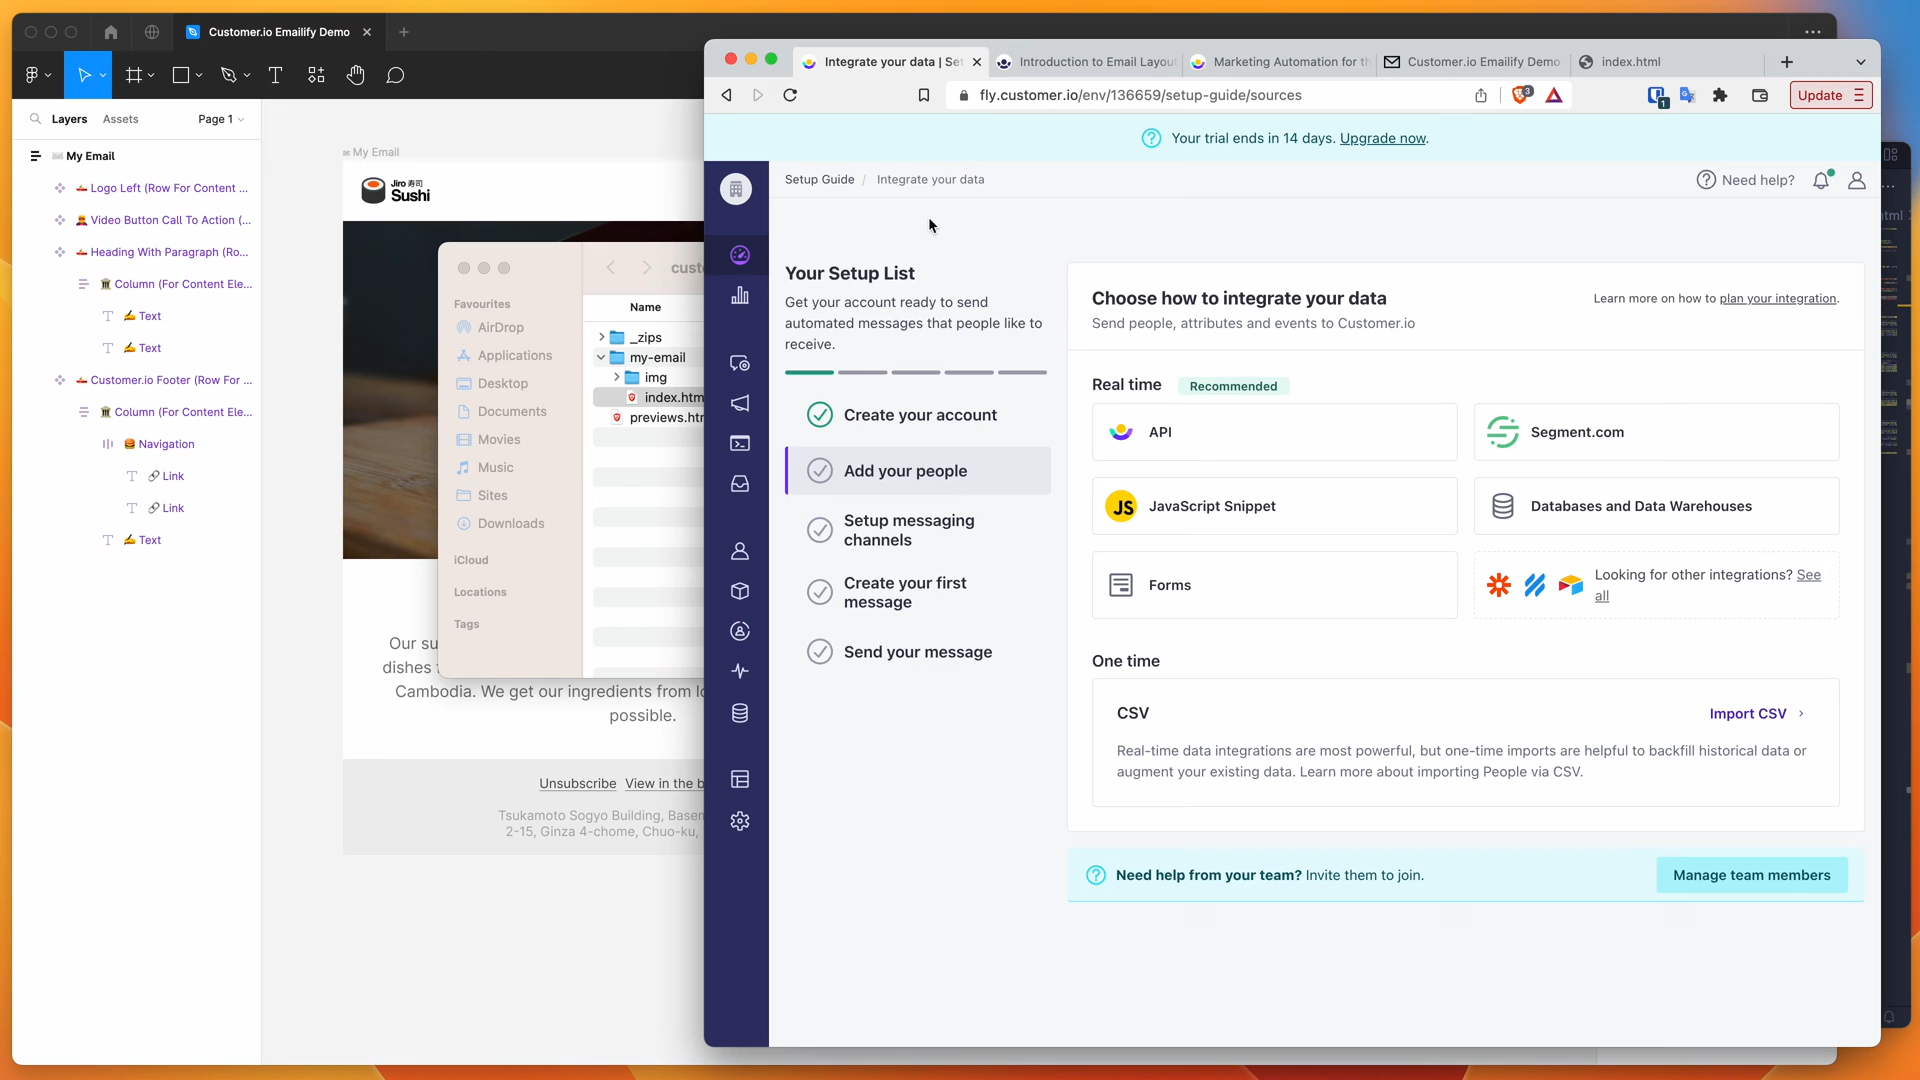 Customer.io Emailify Demo
Layers
Assets
Page 1
My Email
Logo Left (Row For Content ...
Video Button Call To Action (...
Heading With Paragraph (Ro...
Column (For Content Ele...
Text
Text
Customer.io Footer (Row For ...
Column (For Content Ele...
Navigation
Link
Link
Text
My Email
Jiro 寿司
Sushi
Our su
dishes
Cambodia. We get our ingredients from lo
possible.
Unsubscribe View in the b
Tsukamoto Sogyo Building, Basem
2-15, Ginza 4-chome, Chuo-ku,
Favourites
AirDrop
Applications
Desktop
Documents
Movies
Music
Sites
Downloads
iCloud
Locations
Tags
custo
Name
_zips
my-email
img
index.htm
previews.htr
Integrate your data | Set
Introduction to Email Layou
Marketing Automation for th
Customer.io Emailify Demo
index.html
fly.customer.io/env/136659/setup-guide/sources
3
1
Update
Your trial ends in 14 days. Upgrade now.
Setup Guide / Integrate your data
Need help?
Your Setup List
Get your account ready to send
automated messages that people like to
receive.
Create your account
Add your people
Setup messaging
channels
Create your first
message
Send your message
Choose how to integrate your data
Send people, attributes and events to Customer.io
Learn more on how to plan your integration.
Real time
Recommended
API
Segment.com
JS
JavaScript Snippet
Databases and Data Warehouses
Forms
Looking for other integrations? See
all
One time
CSV
Import CSV
Real-time data integrations are most powerful, but one-time imports are helpful to backfill historical data or
augment your existing data. Learn more about importing People via CSV.
Need help from your team? Invite them to join.
Manage team members